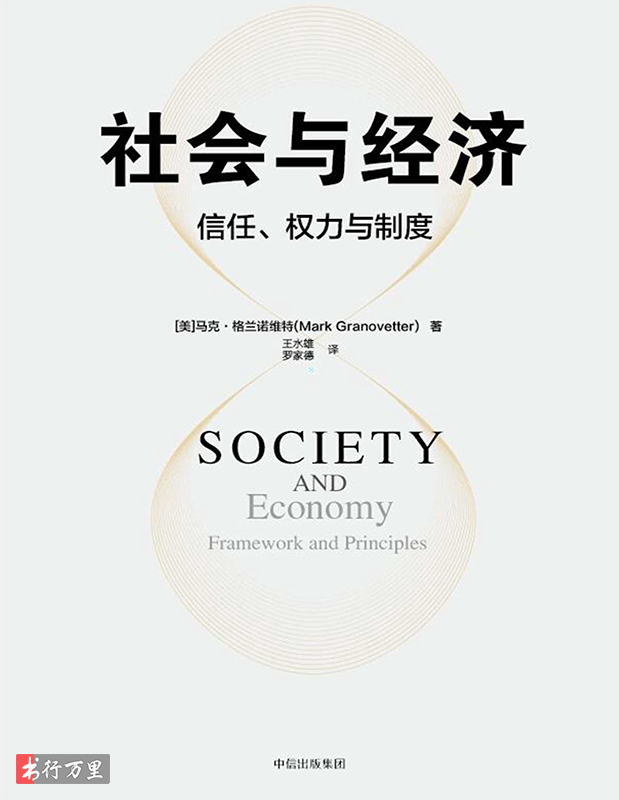 社会与经济
信任、权力与制度
[美]马克·格兰诺维特(Mark Granovetter) 著
王水雄
罗家德 译
SOCIETY
AND
Economy
Framework and Principles
书行万里
中信出版集团